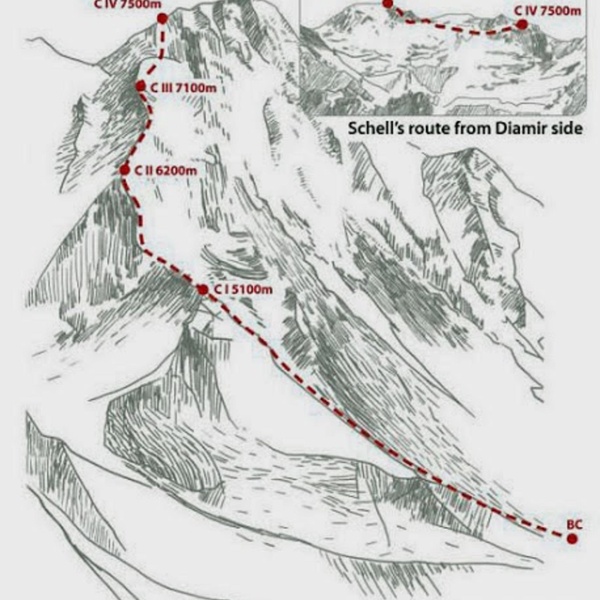 C IV 7500m
C IV 7500m
C III 7100m
Schell's route from Diamir side
C II 6200m
C I 5100m
BC